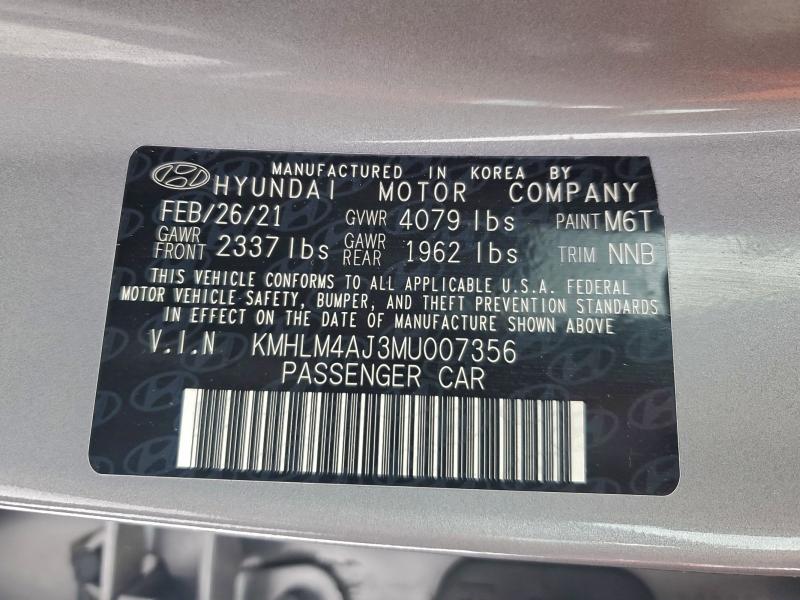 MANUFACTURED IN KOREA BY
HYUNDAI MOTOR COMPANY
FEB/26/21 GVWR 4079 lbs PAINT M6T
GAWR FRONT 2337 lbs GAWR REAR 1962 lbs TRIM NNB
THIS VEHICLE CONFORMS TO ALL APPLICABLE U.S.A. FEDERAL
MOTOR VEHICLE SAFETY, BUMPER, AND THEFT PREVENTION STANDARDS
IN EFFECT ON THE DATE OF MANUFACTURE SHOWN ABOVE
V.I.N KMHLM4AJ3MU007356
PASSENGER CAR